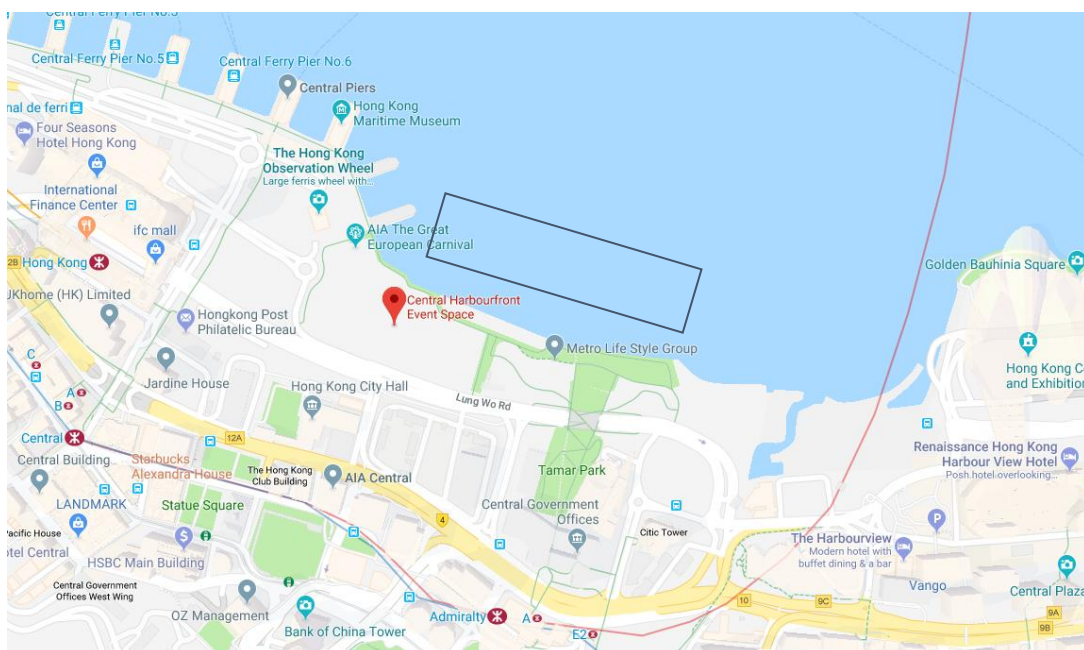 Central Ferry Pier No.5
Central Ferry Pier No.6
Central Piers
Hong Kong
Maritime Museum
nal de ferri
Four Seasons
Hotel Hong Kong
The Hong Kong
Observation Wheel
Large ferris wheel with...
International
Finance Center
AIA The Great
European Carnival
ifc mall
2B
Hong Kong
Golden Bauhinia Square
UKhome (HK) Limited
Central Harbourfront
Event Space
Hongkong Post
Philatelic Bureau
Metro Life Style Group
Hong Kong C
and Exhibition
C
Jardine House
Hong Kong City Hall
A
B
Lung Wo Rd
Central
12A
Central Building
Starbucks
Alexandra House
The Hong Kong
Club Building
AIA Central
Tamar Park
Renaissance Hong Kong
Harbour View Hotel
Posh hotel overlooking...
LANDMARK
Statue Square
Central Government
Offices
4
Pacific House
otel Central
HSBC Main Building
Citic Tower
P
The Harbourview
Modern hotel with
buffet dining & a bar
Vango
Central Government
Offices West Wing
OZ Management
Central Plaza
Bank of China Tower
Admiralty
A
E2
10
9C
9A
9B